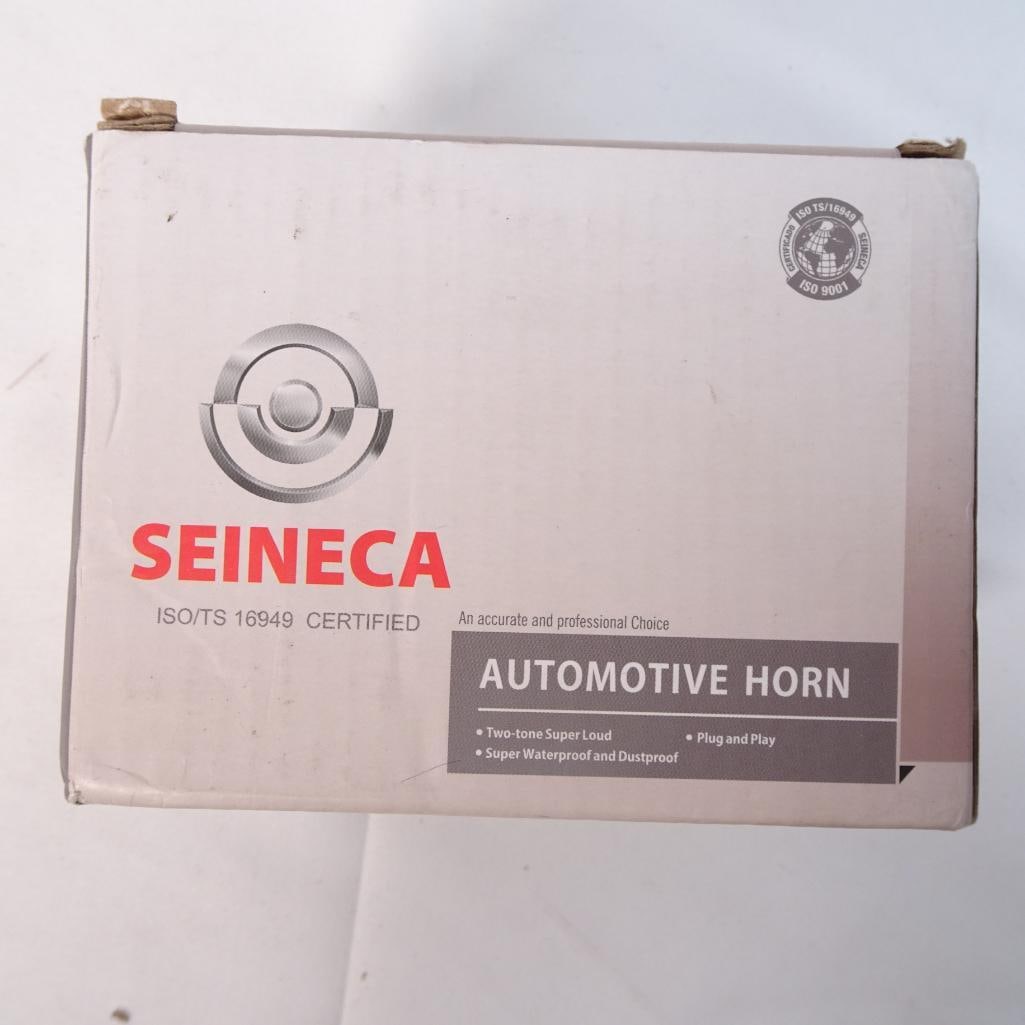 ISO TS/16949
CERTIFICADO
SEINECA
ISO 9001
SEINECA
ISO/TS 16949 CERTIFIED
An accurate and professional Choice
AUTOMOTIVE HORN
• Two-tone Super Loud
• Plug and Play
• Super Waterproof and Dustproof